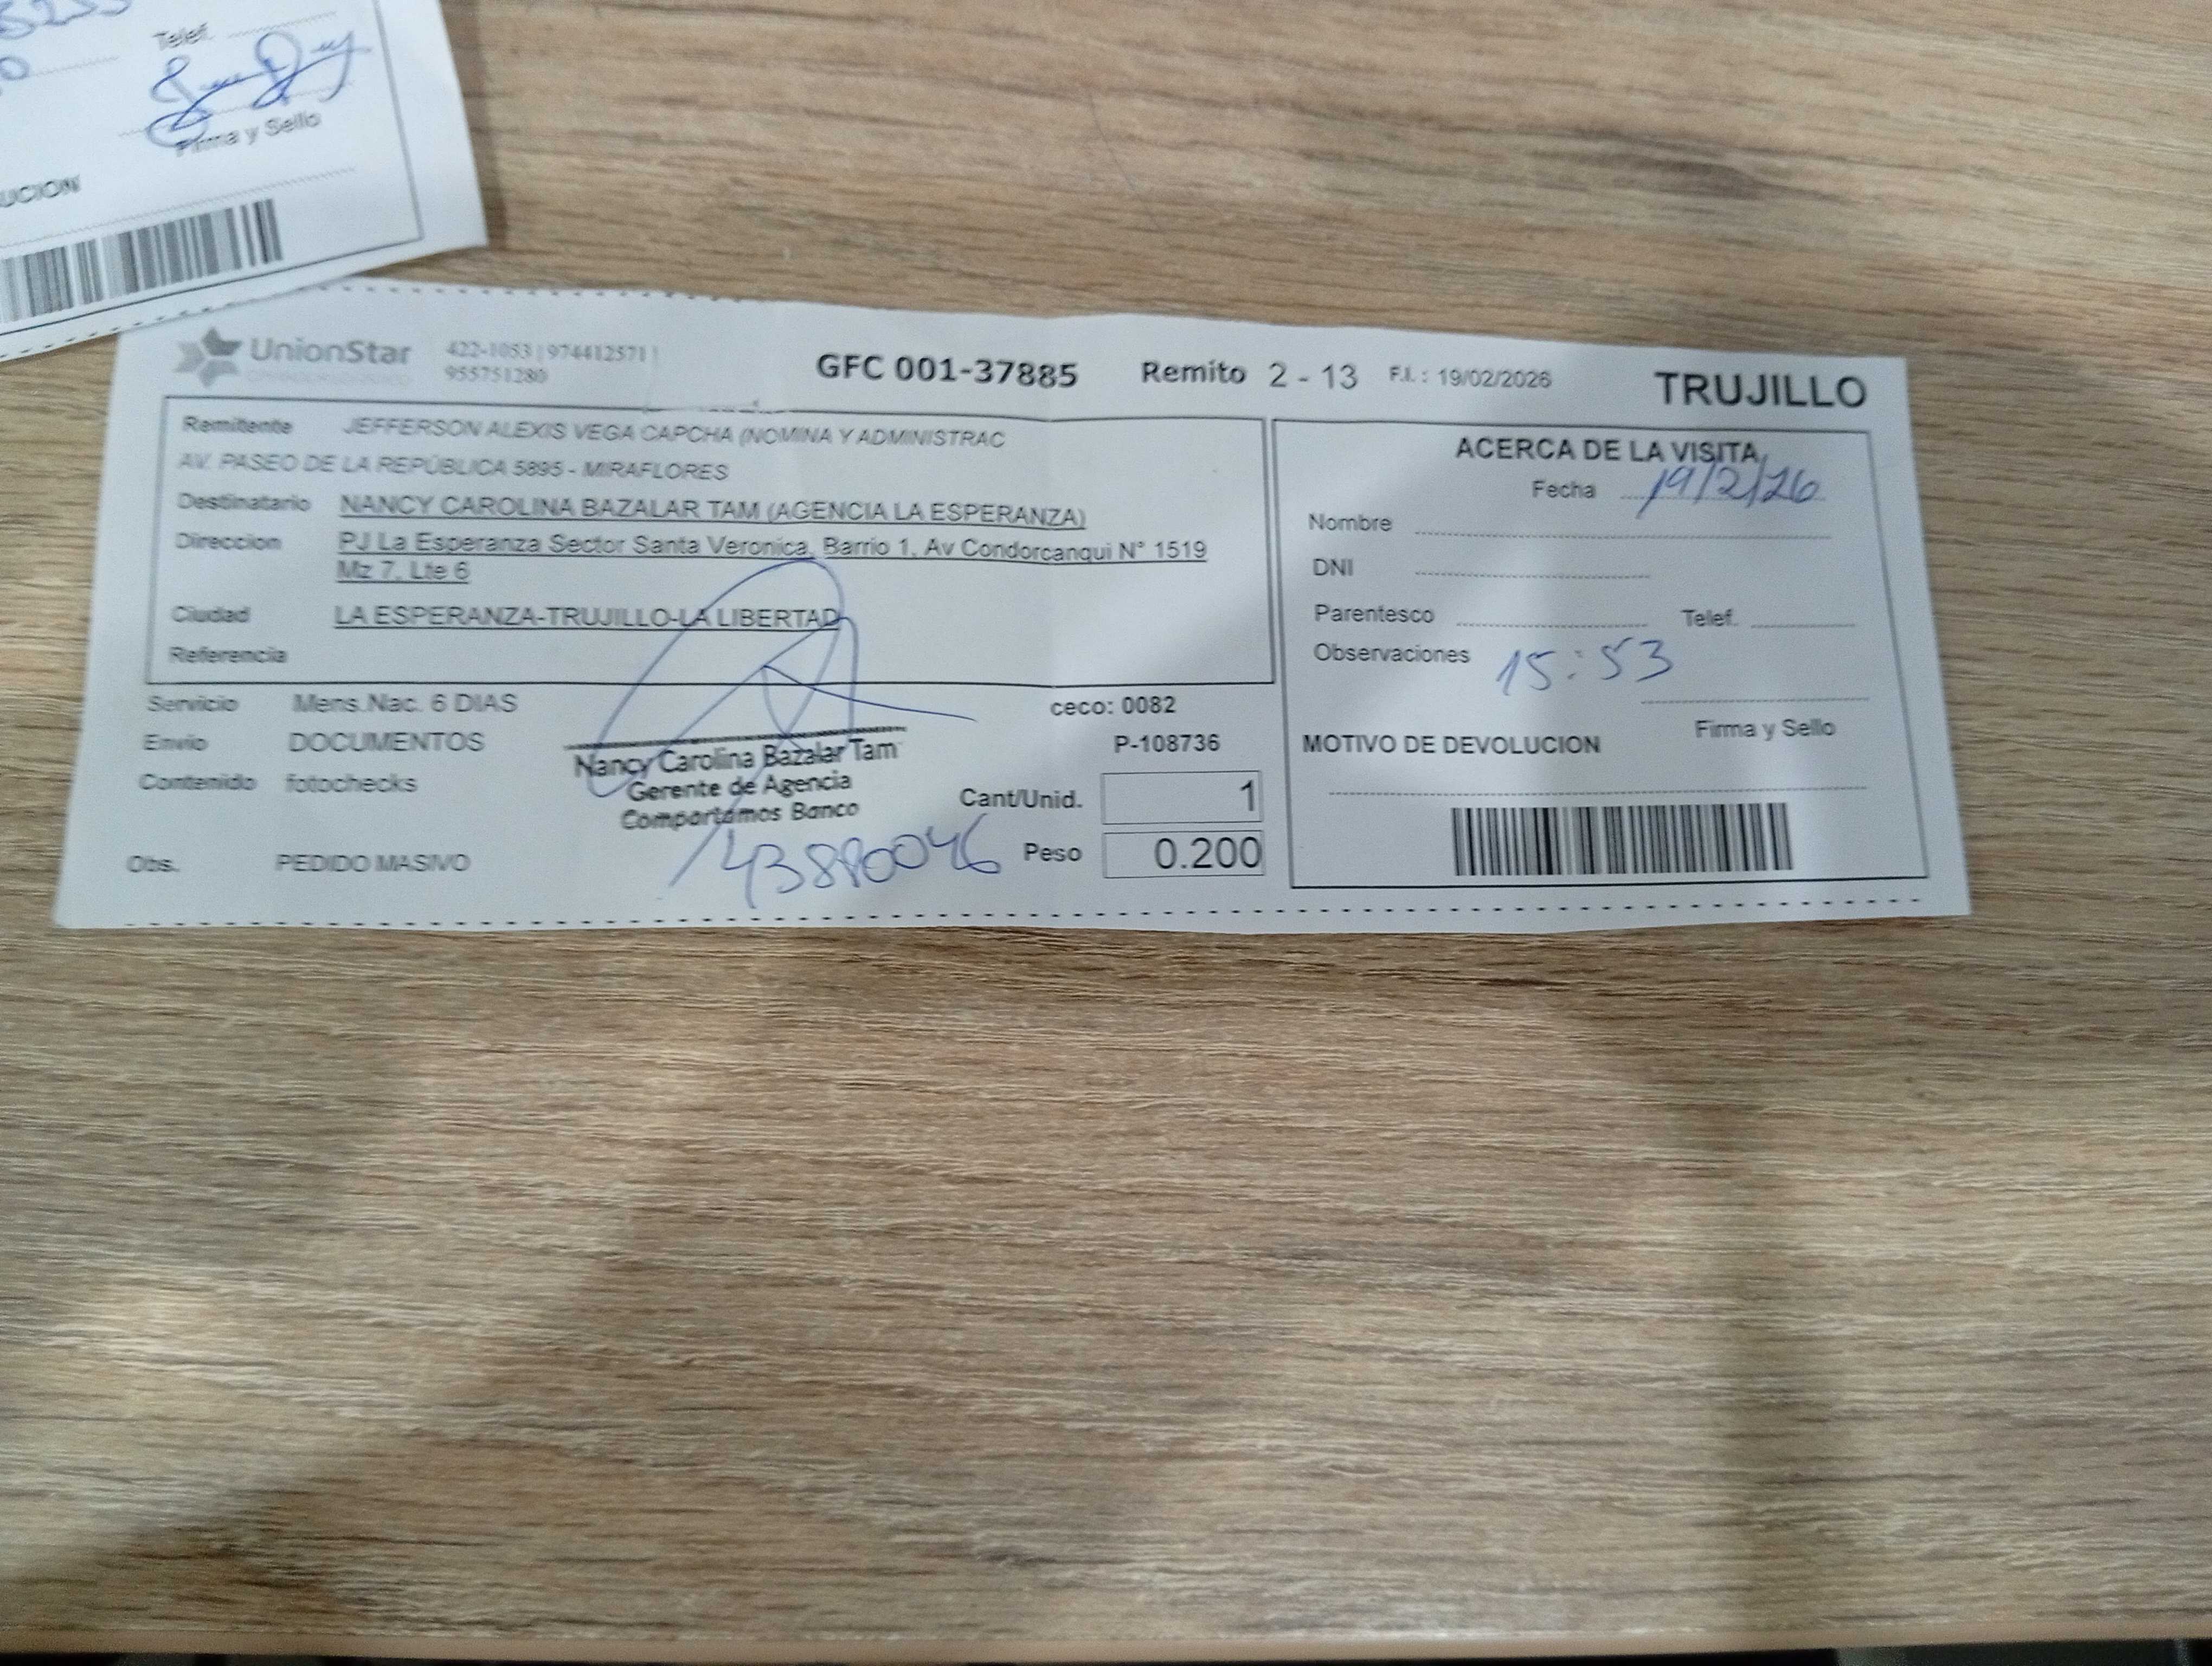 Telef.
Firma y Sello
UCION
UnionStar 422-1053 | 974412571 |
955751280
GFC 001-37885 Remito 2 - 13 F.I. : 19/02/2026 TRUJILLO
Remitente JEFFERSON ALEXIS VEGA CAPCHA (NOMINA Y ADMINISTRAC
AV. PASEO DE LA REPÚBLICA 5895 - MIRAFLORES
Destinatario NANCY CAROLINA BAZALAR TAM (AGENCIA LA ESPERANZA)
Direccion PJ La Esperanza Sector Santa Veronica, Barrio 1, Av Condorcanqui N° 1519
Mz 7, Lte 6
Ciudad LA ESPERANZA-TRUJILLO-LA LIBERTAD
Referencia
Servicio Mens.Nac. 6 DIAS ceco: 0082
Envio DOCUMENTOS P-108736
Contenido fotochecks
Nancy Carolina Bazalar Tam
Gerente de Agencia
Compartamos Banco
Cant/Unid. 1
43880046
Peso 0.200
Obs. PEDIDO MASIVO
ACERCA DE LA VISITA
Fecha 19/2/26
Nombre
DNI
Parentesco Telef.
Observaciones 15:53
Firma y Sello
MOTIVO DE DEVOLUCION